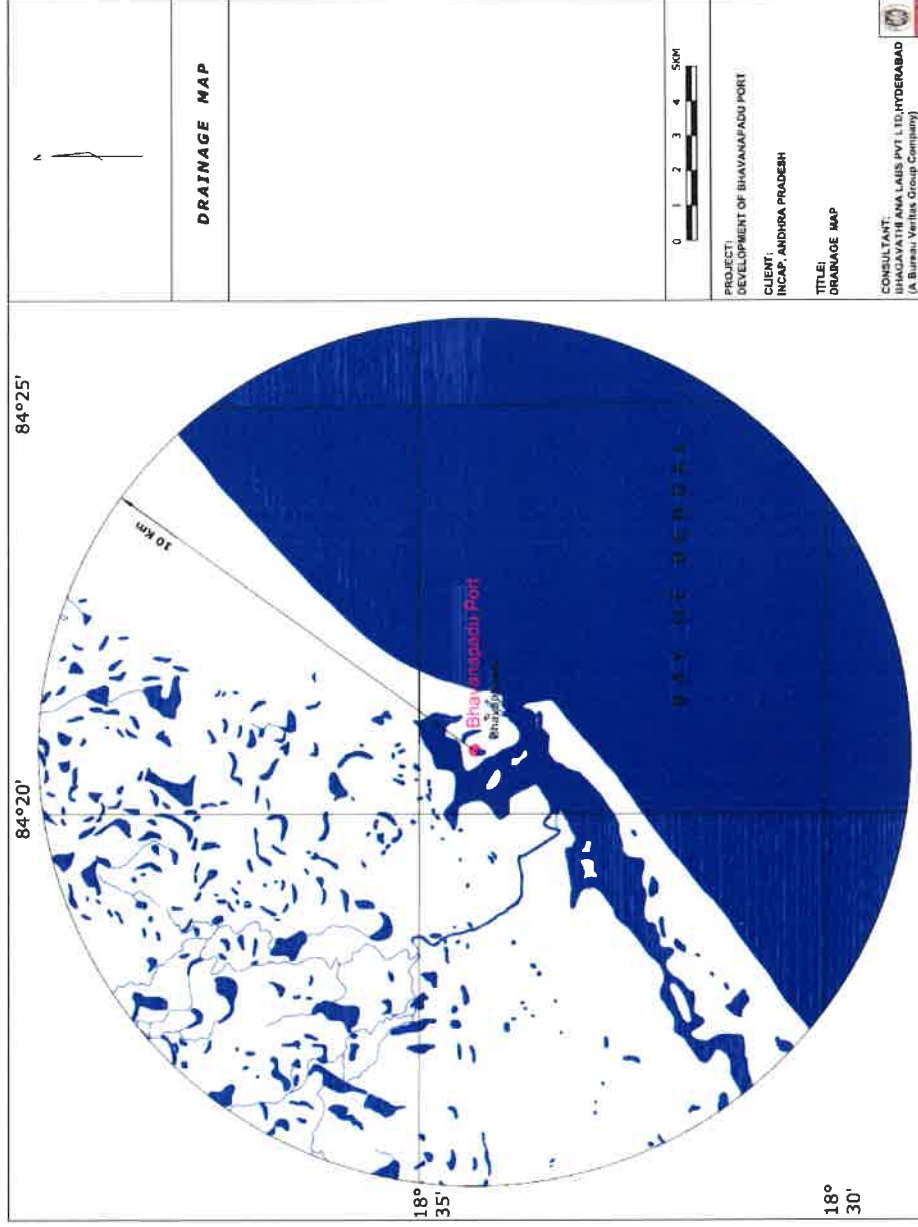 N
DRAINAGE MAP
0 1 2 3 4 5KM
PROJECT:
DEVELOPMENT OF BHAVANAPADU PORT
CLIENT:
INCAP, ANDHRA PRADESH
TITLE:
DRAINAGE MAP
CONSULTANT:
BHAGAVATHI ANA LABS PVT LTD,HYDERABAD
(A Bureau Veritas Group Company)
84°20'
84°25'
10 Km
18°
35'
Bhavanapadu Port
BAY OF BENGAL
18°
30'